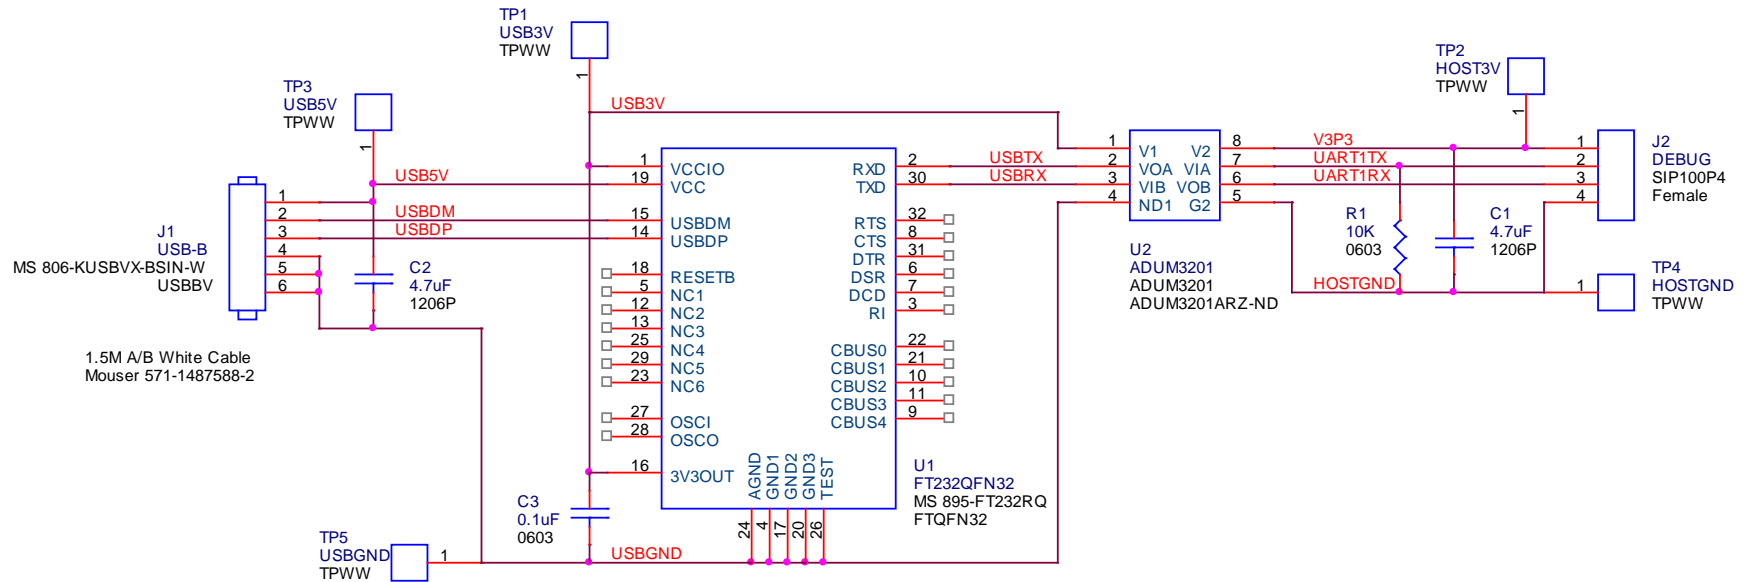 TP1
USB3V
TPWW
1
TP3
USB5V
TPWW
1
TP2
HOST3V
TPWW
1
USB3V
J1
USB-B
MS 806-KUSBVX-BSIN-W
USBBV
1
2
3
4
5
6
USB5V
USBDM
USBDP
C2
4.7uF
1206P
1.5M A/B White Cable
Mouser 571-1487588-2
1 VCCIO
19 VCC
15 USBDM
14 USBDP
18 RESETB
5 NC1
12 NC2
13 NC3
25 NC4
29 NC5
23 NC6
27 OSCI
28 OSCO
16 3V3OUT
RXD 2
TXD 30
RTS 32
CTS 8
DTR 31
DSR 6
DCD 7
RI 3
CBUS0 22
CBUS1 21
CBUS2 10
CBUS3 11
CBUS4 9
AGND 24
GND1 4
GND2 17
GND3 20
TEST 26
U1
FT232QFN32
MS 895-FT232RQ
FTQFN32
C3
0.1uF
0603
TP5
USBGND
TPWW
1
USBGND
USBTX
USBRX
1 V1
2 VOA
3 VIB
4 ND1
V2 8
VIA 7
VOB 6
G2 5
U2
ADUM3201
ADUM3201
ADUM3201ARZ-ND
V3P3
UART1TX
UART1RX
R1
10K
0603
C1
4.7uF
1206P
HOSTGND
1
2
3
4
J2
DEBUG
SIP100P4
Female
1
TP4
HOSTGND
TPWW